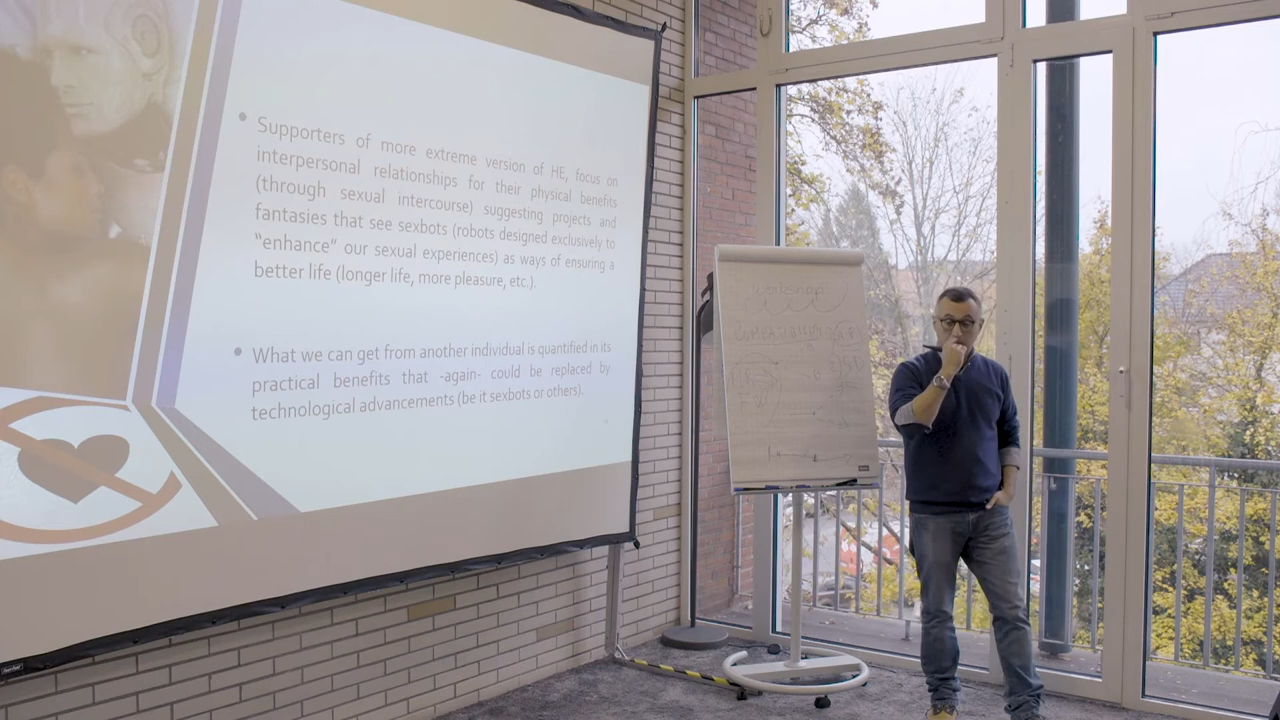 • Supporters of more extreme version of HE, focus on
interpersonal relationships for their physical benefits
(through sexual intercourse) suggesting projects and
fantasies that see sexbots (robots designed exclusively to
“enhance” our sexual experiences) as ways of ensuring a
better life (longer life, more pleasure, etc.).
• What we can get from another individual is quantified in its
practical benefits that -again- could be replaced by
technological advancements (be it sexbots or others).
workshop